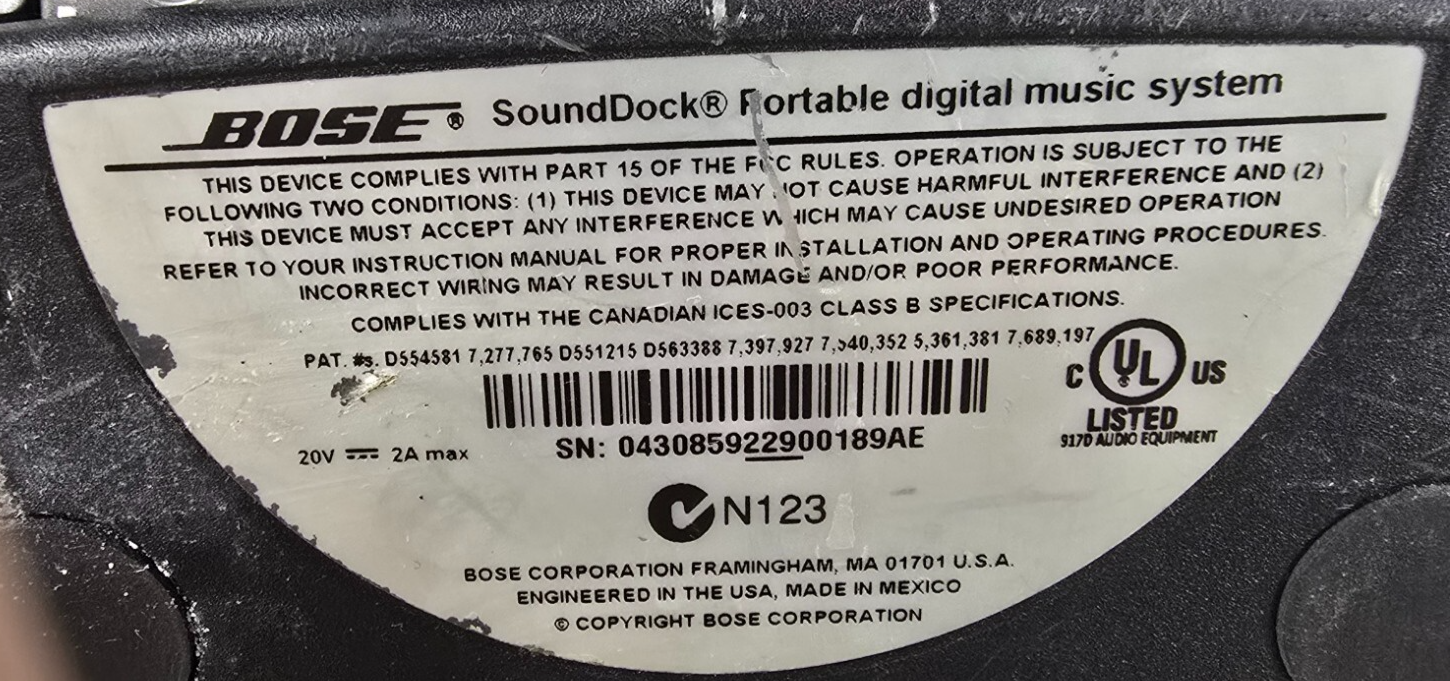 BOSE® SoundDock® Portable digital music system
THIS DEVICE COMPLIES WITH PART 15 OF THE FCC RULES. OPERATION IS SUBJECT TO THE
FOLLOWING TWO CONDITIONS: (1) THIS DEVICE MAY NOT CAUSE HARMFUL INTERFERENCE AND (2)
THIS DEVICE MUST ACCEPT ANY INTERFERENCE WHICH MAY CAUSE UNDESIRED OPERATION
REFER TO YOUR INSTRUCTION MANUAL FOR PROPER INSTALLATION AND OPERATING PROCEDURES.
INCORRECT WIRING MAY RESULT IN DAMAGE AND/OR POOR PERFORMANCE.
COMPLIES WITH THE CANADIAN ICES-003 CLASS B SPECIFICATIONS.
PAT. #s. D554581 7,277,765 D551215 D563388 7,397,927 7,540,352 5,361,381 7,689,197
C UL US
LISTED
917D AUDIO EQUIPMENT
20V 2A max
SN: 043085922900189AE
N123
BOSE CORPORATION FRAMINGHAM, MA 01701 U.S.A.
ENGINEERED IN THE USA, MADE IN MEXICO
© COPYRIGHT BOSE CORPORATION